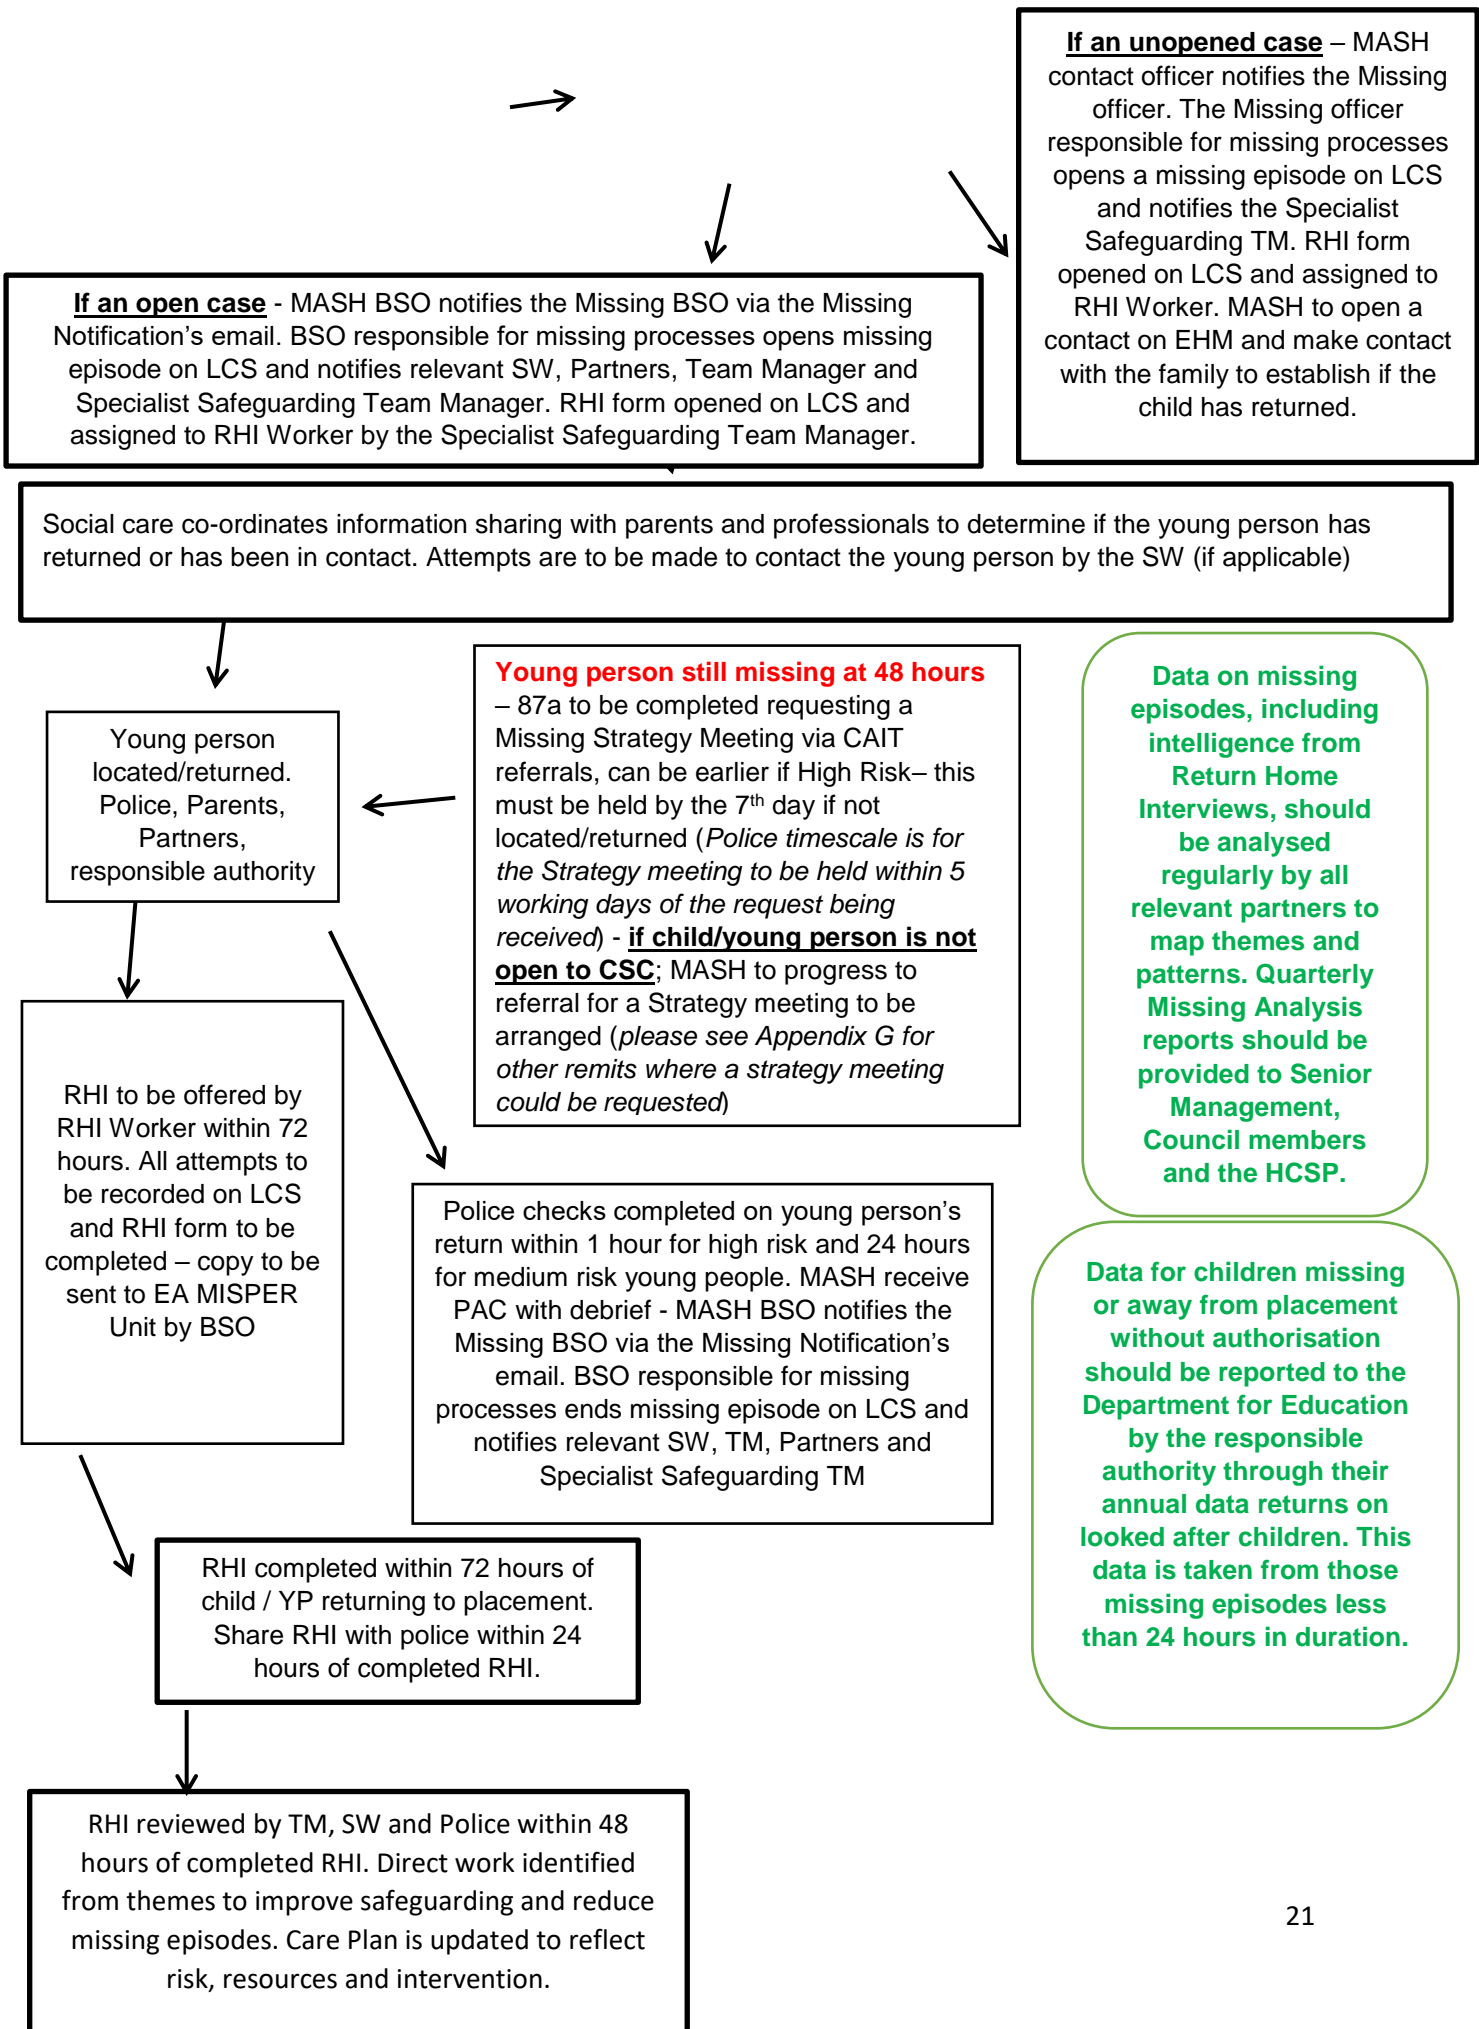 If an unopened case – MASH
contact officer notifies the Missing
officer. The Missing officer
responsible for missing processes
opens a missing episode on LCS
and notifies the Specialist
Safeguarding TM. RHI form
opened on LCS and assigned to
RHI Worker. MASH to open a
contact on EHM and make contact
with the family to establish if the
child has returned.
If an open case - MASH BSO notifies the Missing BSO via the Missing
Notification’s email. BSO responsible for missing processes opens missing
episode on LCS and notifies relevant SW, Partners, Team Manager and
Specialist Safeguarding Team Manager. RHI form opened on LCS and
assigned to RHI Worker by the Specialist Safeguarding Team Manager.
Social care co-ordinates information sharing with parents and professionals to determine if the young person has
returned or has been in contact. Attempts are to be made to contact the young person by the SW (if applicable)
Young person
located/returned.
Police, Parents,
Partners,
responsible authority
Young person still missing at 48 hours
– 87a to be completed requesting a
Missing Strategy Meeting via CAIT
referrals, can be earlier if High Risk– this
must be held by the 7th day if not
located/returned (Police timescale is for
the Strategy meeting to be held within 5
working days of the request being
received) - if child/young person is not
open to CSC; MASH to progress to
referral for a Strategy meeting to be
arranged (please see Appendix G for
other remits where a strategy meeting
could be requested)
Data on missing
episodes, including
intelligence from
Return Home
Interviews, should
be analysed
regularly by all
relevant partners to
map themes and
patterns. Quarterly
Missing Analysis
reports should be
provided to Senior
Management,
Council members
and the HCSP.
RHI to be offered by
RHI Worker within 72
hours. All attempts to
be recorded on LCS
and RHI form to be
completed – copy to be
sent to EA MISPER
Unit by BSO
Police checks completed on young person’s
return within 1 hour for high risk and 24 hours
for medium risk young people. MASH receive
PAC with debrief - MASH BSO notifies the
Missing BSO via the Missing Notification’s
email. BSO responsible for missing
processes ends missing episode on LCS and
notifies relevant SW, TM, Partners and
Specialist Safeguarding TM
Data for children missing
or away from placement
without authorisation
should be reported to the
Department for Education
by the responsible
authority through their
annual data returns on
looked after children. This
data is taken from those
missing episodes less
than 24 hours in duration.
RHI completed within 72 hours of
child / YP returning to placement.
Share RHI with police within 24
hours of completed RHI.
RHI reviewed by TM, SW and Police within 48
hours of completed RHI. Direct work identified
from themes to improve safeguarding and reduce
missing episodes. Care Plan is updated to reflect
risk, resources and intervention.
21